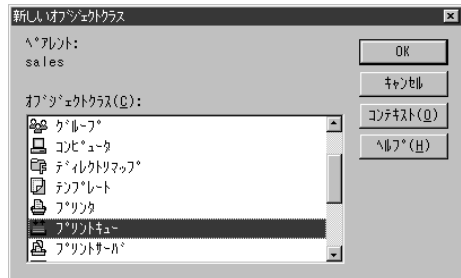 新しいｵﾌﾞｼﾞｪｸﾄｸﾗｽ
ﾍﾟｱﾚﾝﾄ:
sales
ｵﾌﾞｼﾞｪｸﾄｸﾗｽ(C):
ｸﾞﾙｰﾌﾟ
ｺﾝﾋﾟｭｰﾀ
ﾃﾞｨﾚｸﾄﾘﾏｯﾌﾟ
ﾃﾝﾌﾟﾚｰﾄ
ﾌﾟﾘﾝﾀ
ﾌﾟﾘﾝﾄｷｭｰ
ﾌﾟﾘﾝﾄｻｰﾊﾞ
OK
ｷｬﾝｾﾙ
ｺﾝﾃｷｽﾄ(O)
ﾍﾙﾌﾟ(H)